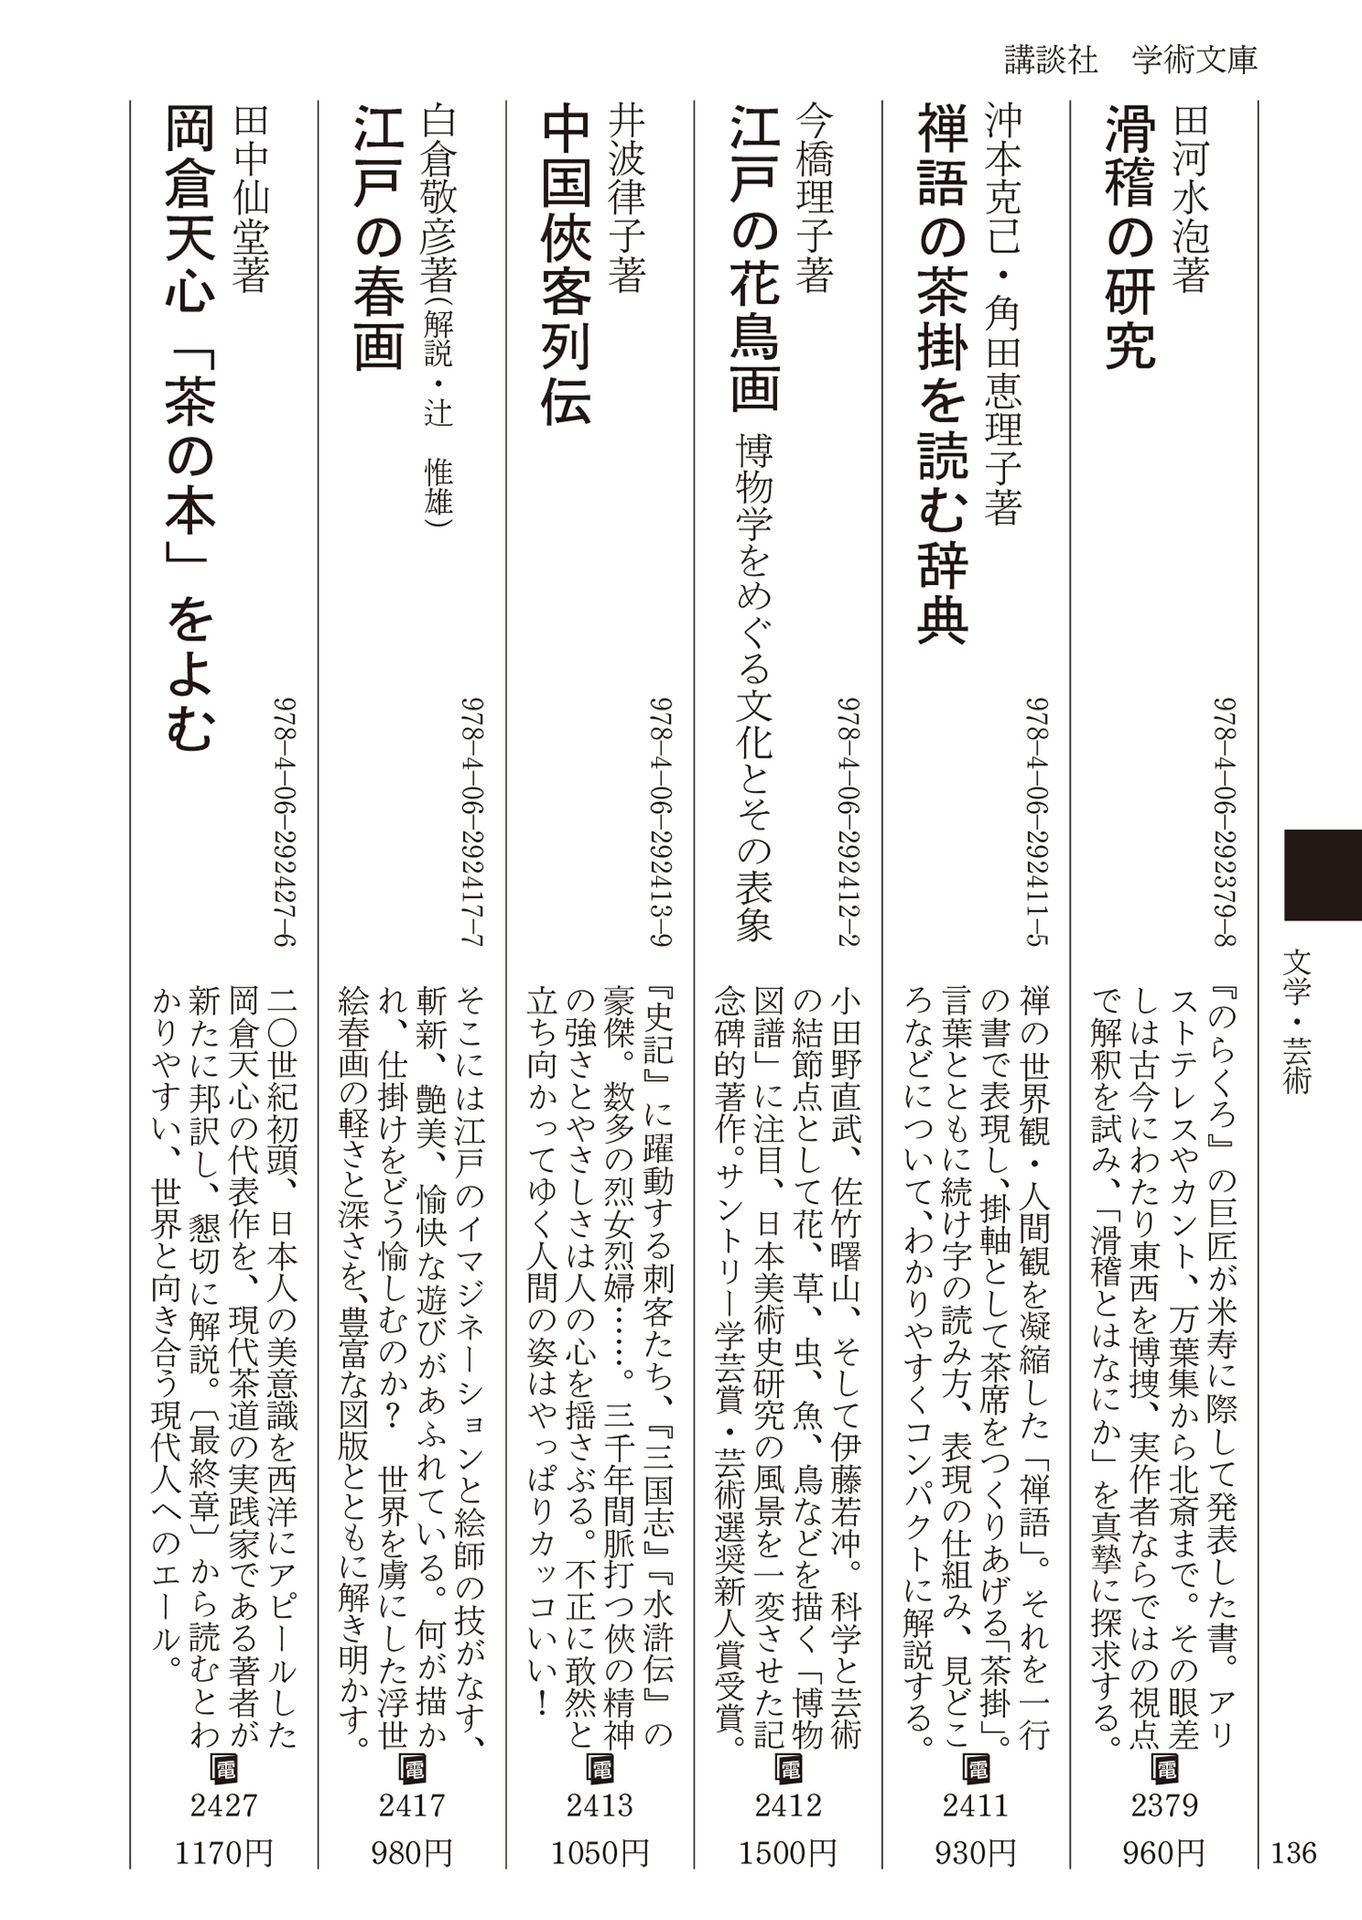 講談社　学術文庫
文学・芸術
136
田河水泡著
滑稽の研究
978-4-06-292379-8
『のらくろ』の巨匠が米寿に際して発表した書。アリ
ストテレスやカント、万葉集から北斎まで。その眼差
しは古今にわたり東西を博捜、実作者ならではの視点
で解釈を試み、「滑稽とはなにか」を真摯に探求する。
電
2379
960円
沖本克己・角田恵理子著
禅語の茶掛を読む辞典
978-4-06-292411-5
禅の世界観・人間観を凝縮した「禅語」。それを一行
の書で表現し、掛軸として茶席をつくりあげる「茶掛」。
言葉とともに続け字の読み方、表現の仕組み、見どこ
ろなどについて、わかりやすくコンパクトに解説する。
電
2411
930円
今橋理子著
江戸の花鳥画　博物学をめぐる文化とその表象
978-4-06-292412-2
小田野直武、佐竹曙山、そして伊藤若冲。科学と芸術
の結節点として花、草、虫、魚、鳥などを描く「博物
図譜」に注目、日本美術史研究の風景を一変させた記
念碑的著作。サントリー学芸賞・芸術選奨新人賞受賞。
電
2412
1500円
井波律子著
中国俠客列伝
978-4-06-292413-9
『史記』に躍動する刺客たち、『三国志』『水滸伝』の
豪傑。数多の烈女烈婦……。三千年間脈打つ俠の精神
の強さとやさしさは人の心を揺さぶる。不正に敢然と
立ち向かってゆく人間の姿はやっぱりカッコいい！
電
2413
1050円
白倉敬彦著（解説・辻　惟雄）
江戸の春画
978-4-06-292417-7
そこには江戸のイマジネーションと絵師の技がなす、
斬新、艶美、愉快な遊びがあふれている。何が描か
れ、仕掛けをどう愉しむのか？　世界を虜にした浮世
絵春画の軽さと深さを、豊富な図版とともに解き明かす。
電
2417
980円
田中仙堂著
岡倉天心「茶の本」をよむ
978-4-06-292427-6
二〇世紀初頭、日本人の美意識を西洋にアピールした
岡倉天心の代表作を、現代茶道の実践家である著者が
新たに邦訳し、懇切に解説。〔最終章〕から読むとわ
かりやすい、世界と向き合う現代人へのエール。
電
2427
1170円